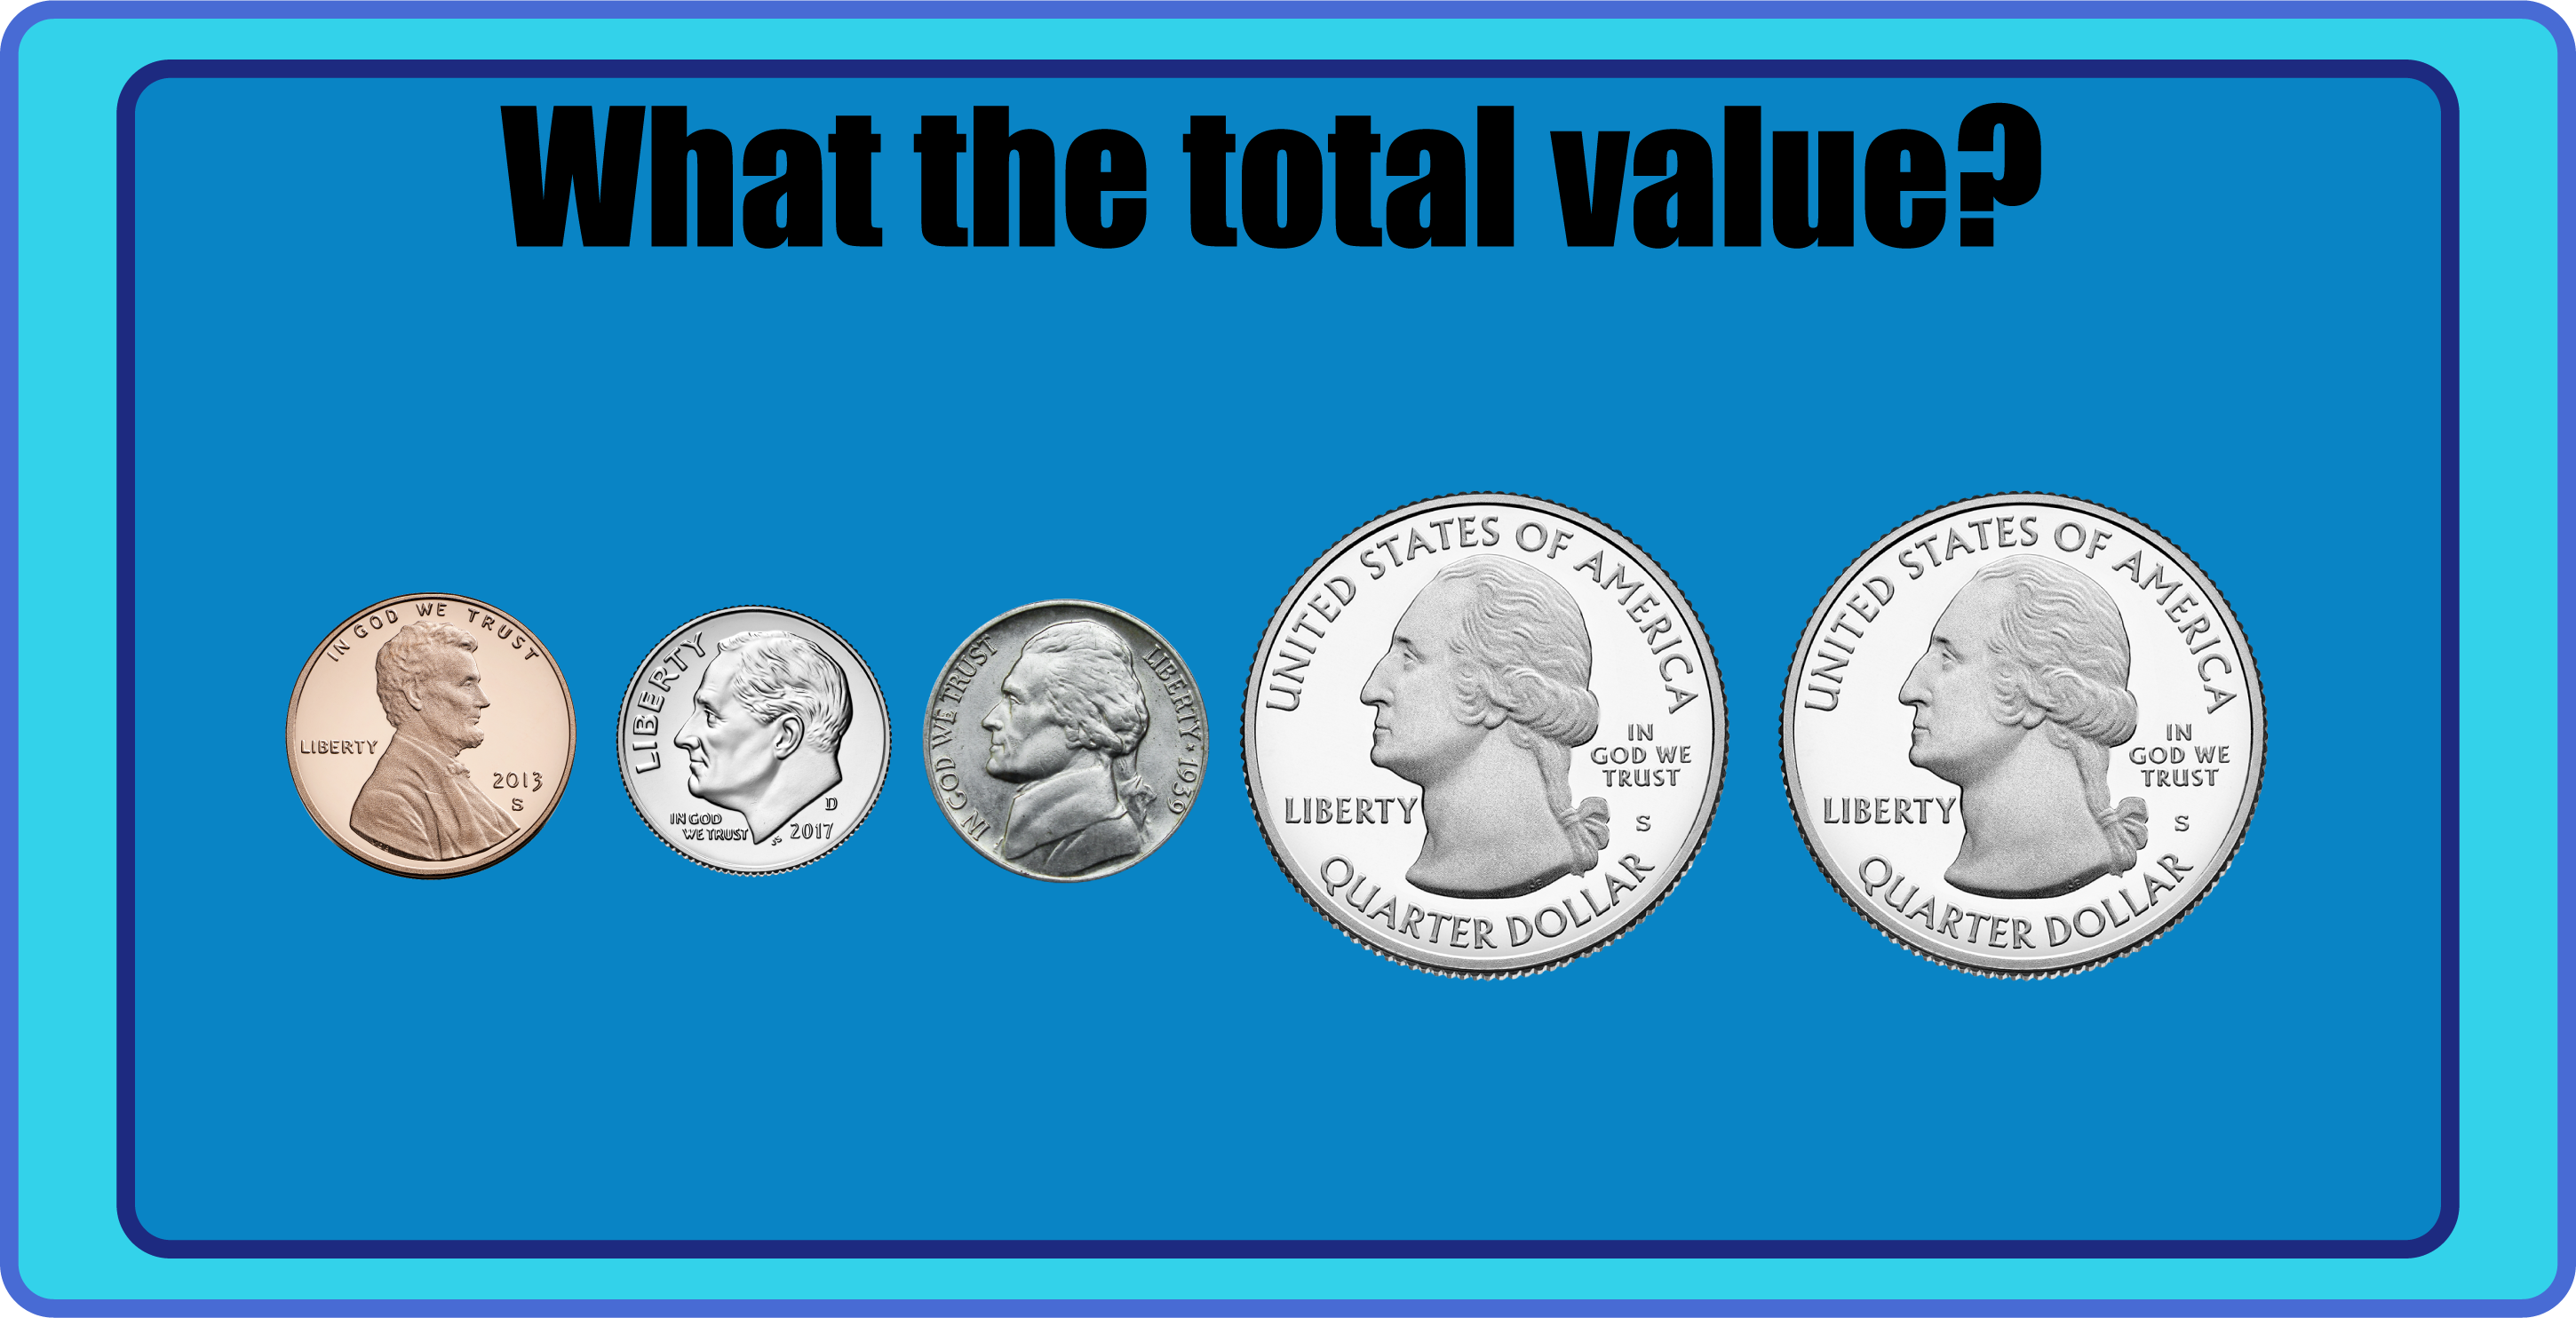 What the total value?
IN GOD WE TRUST
LIBERTY
2013
S
LIBERTY
IN GOD
WE TRUST
JS
2017
D
IN GOD WE TRUST
LIBERTY * 1939
UNITED STATES OF AMERICA
IN
GOD WE
TRUST
LIBERTY
S
QUARTER DOLLAR
UNITED STATES OF AMERICA
IN
GOD WE
TRUST
LIBERTY
S
QUARTER DOLLAR